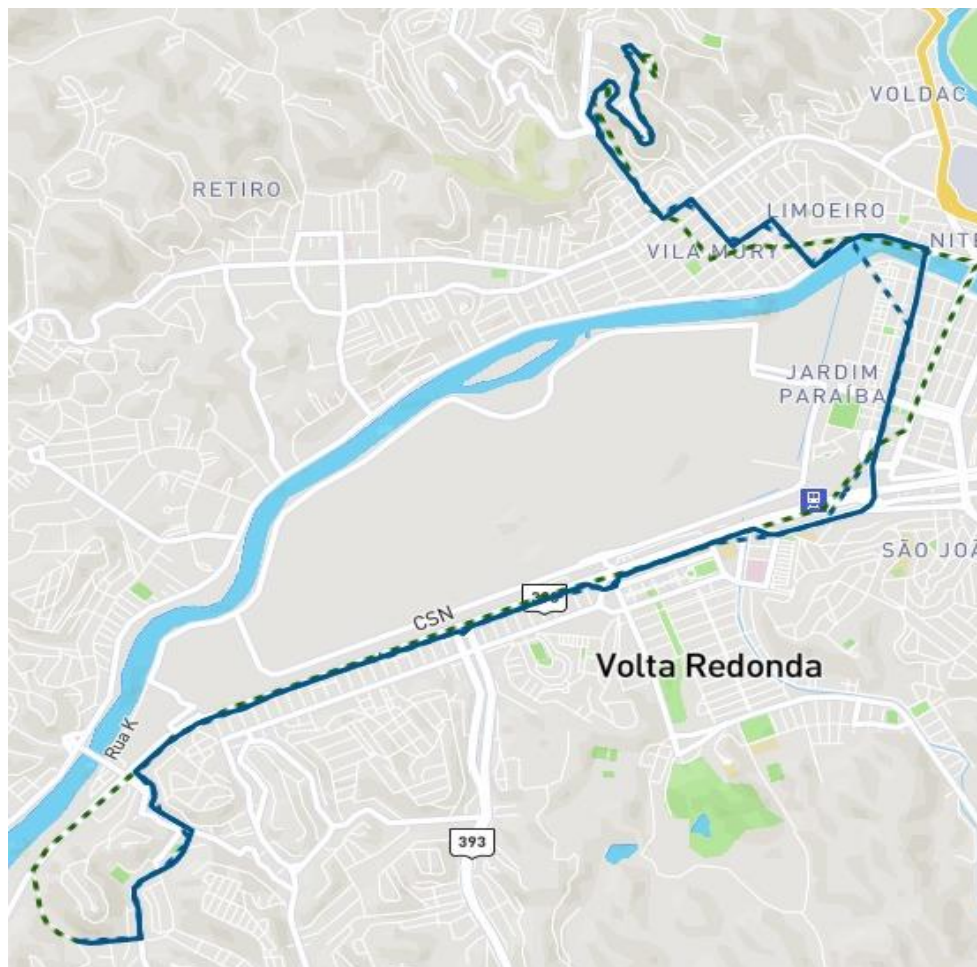 VOLDAC
RETIRO
LIMOEIRO
VILA MURY
NITE
JARDIM
PARAÍBA
SÃO JOÃ
CSN
Volta Redonda
Rua K
393